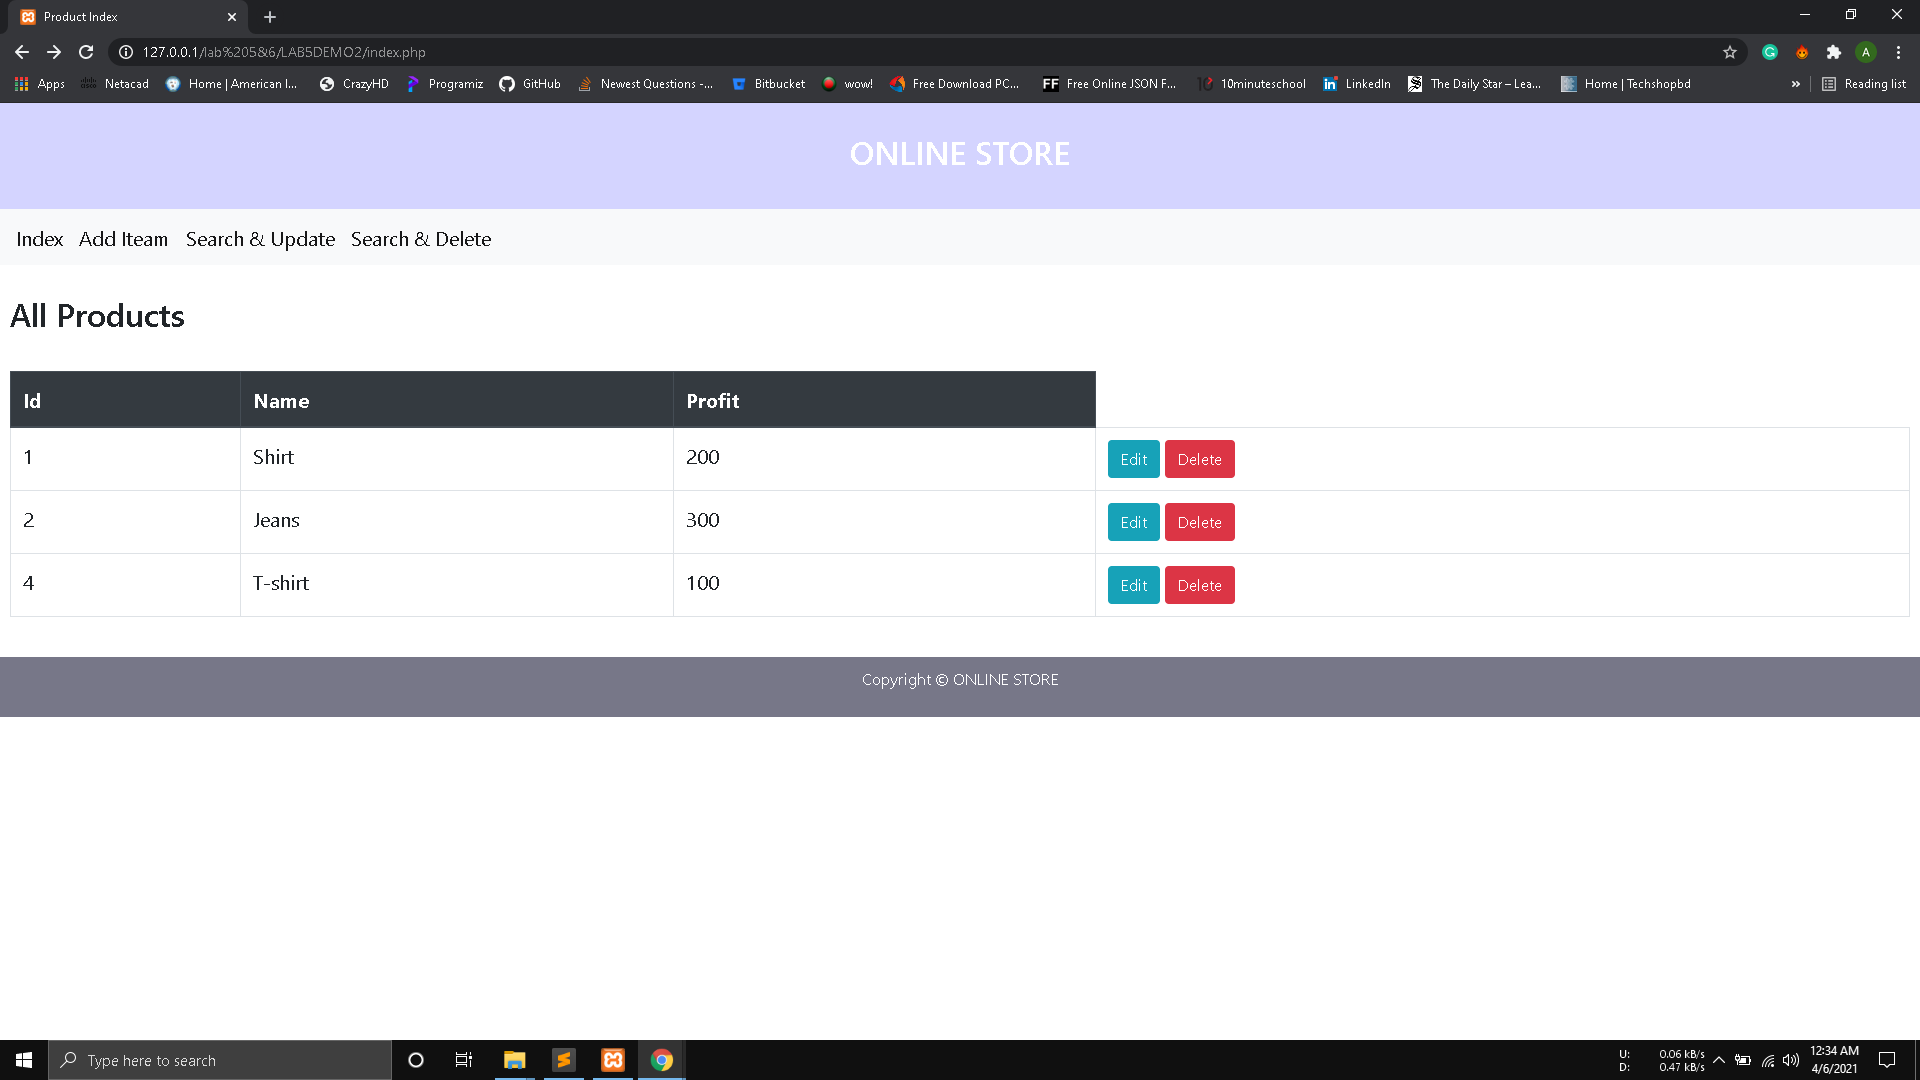 Product Index
127.0.0.1/lab%205&6/LAB5DEMO2/index.php
Apps Netacad Home | American I... CrazyHD Programiz GitHub Newest Questions -... Bitbucket wow! Free Download PC... FF Free Online JSON F... 10minuteschool in LinkedIn The Daily Star – Lea... Home | Techshopbd » Reading list
ONLINE STORE
Index Add Iteam Search & Update Search & Delete
All Products
Id Name Profit
1 Shirt 200 Edit Delete
2 Jeans 300 Edit Delete
4 T-shirt 100 Edit Delete
Copyright © ONLINE STORE
Type here to search
U: 0.06 kB/s
D: 0.47 kB/s
12:34 AM
4/6/2021